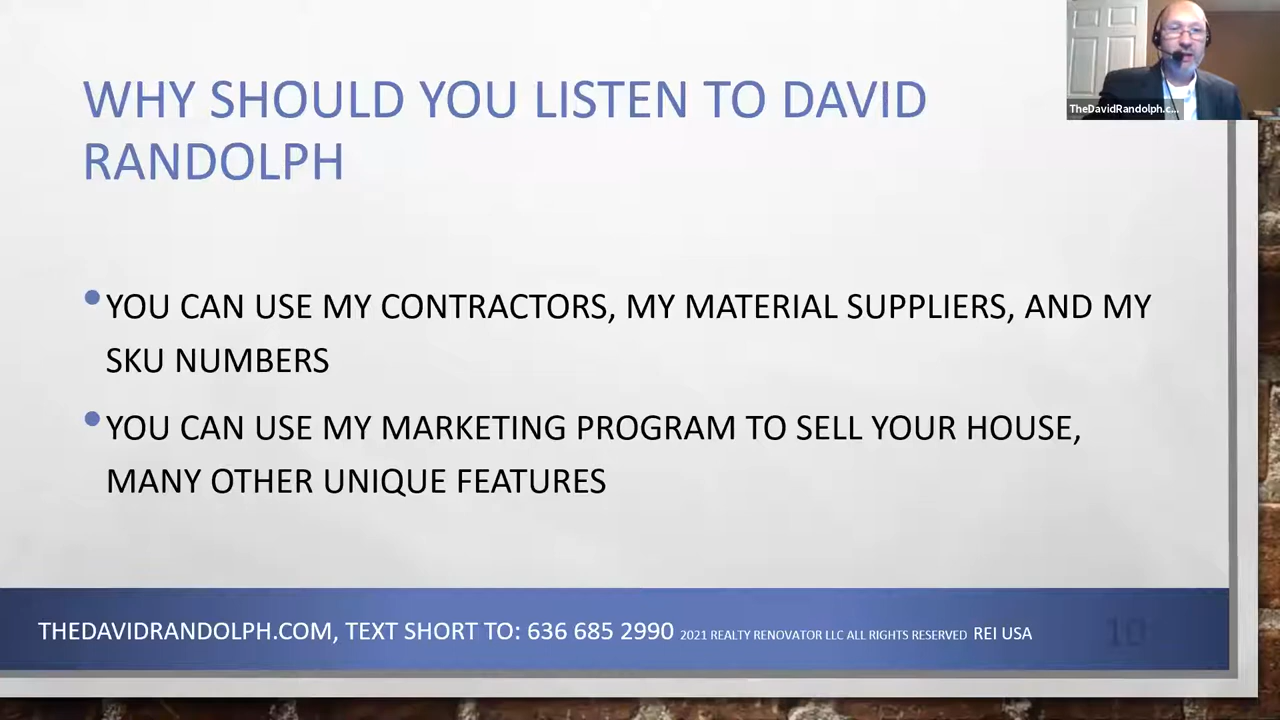 TheDavidRandolph.c...
WHY SHOULD YOU LISTEN TO DAVID
RANDOLPH
•YOU CAN USE MY CONTRACTORS, MY MATERIAL SUPPLIERS, AND MY
SKU NUMBERS
•YOU CAN USE MY MARKETING PROGRAM TO SELL YOUR HOUSE,
MANY OTHER UNIQUE FEATURES
THEDAVIDRANDOLPH.COM, TEXT SHORT TO: 636 685 2990 2021 REALTY RENOVATOR LLC ALL RIGHTS RESERVED REI USA 10